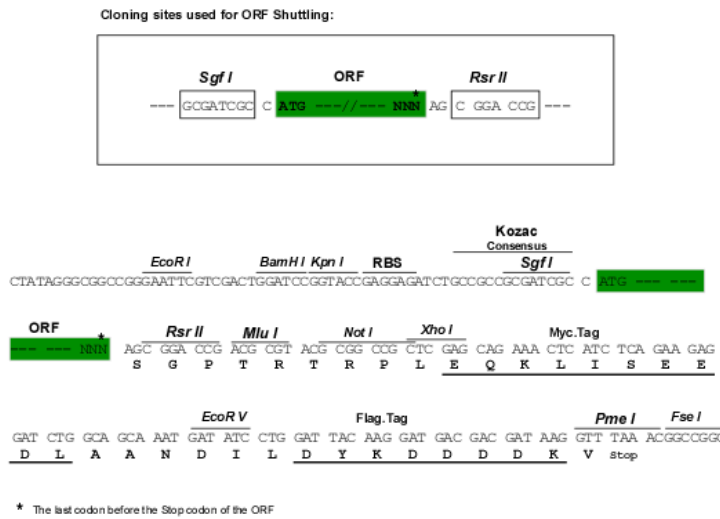 Cloning sites used for ORF Shuttling:
Sgf I ORF Rsr II
*
--- GCGATCGC C ATG ---//--- NNN AG C GGA CCG ---
Kozac
Consensus
EcoR I BamH I Kpn I RBS Sgf I
CTATAGGGCGGCCGGGAATTCGTCGACTGGATCCGGTACCGAGGAGATCTGCCGCCGCGATCGC C ATG --- ---
ORF Rsr II Mlu I Not I Xho I Myc.Tag
*
--- --- NNN AGC GGA CCG ACG CGT ACG CGG CCG CTC GAG CAG AAA CTC ATC TCA GAA GAG
S G P T R T R P L E Q K L I S E E
EcoR V Flag.Tag Pme I Fse I
GAT CTG GCA GCA AAT GAT ATC CTG GAT TAC AAG GAT GAC GAC GAT AAG GTT TAA ACGGCCGGC
D L A A N D I L D Y K D D D D K V Stop
* The last codon before the Stop codon of the ORF